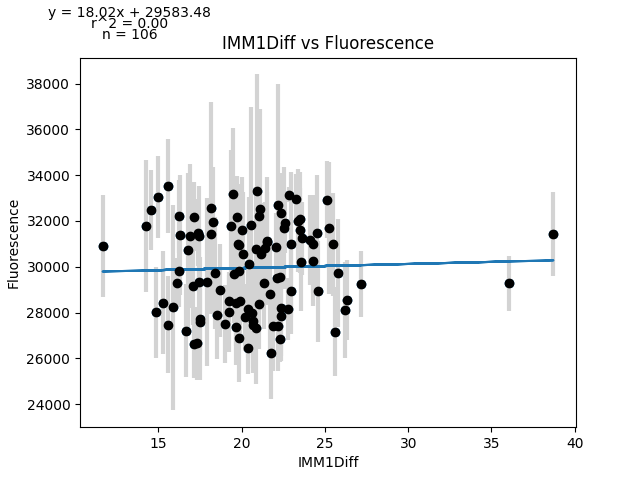 y = 18.02x + 29583.48
r^2 = 0.00
n = 106
IMM1Diff vs Fluorescence
38000
36000
34000
32000
30000
28000
26000
24000
Fluorescence
15
20
25
30
35
40
IMM1Diff